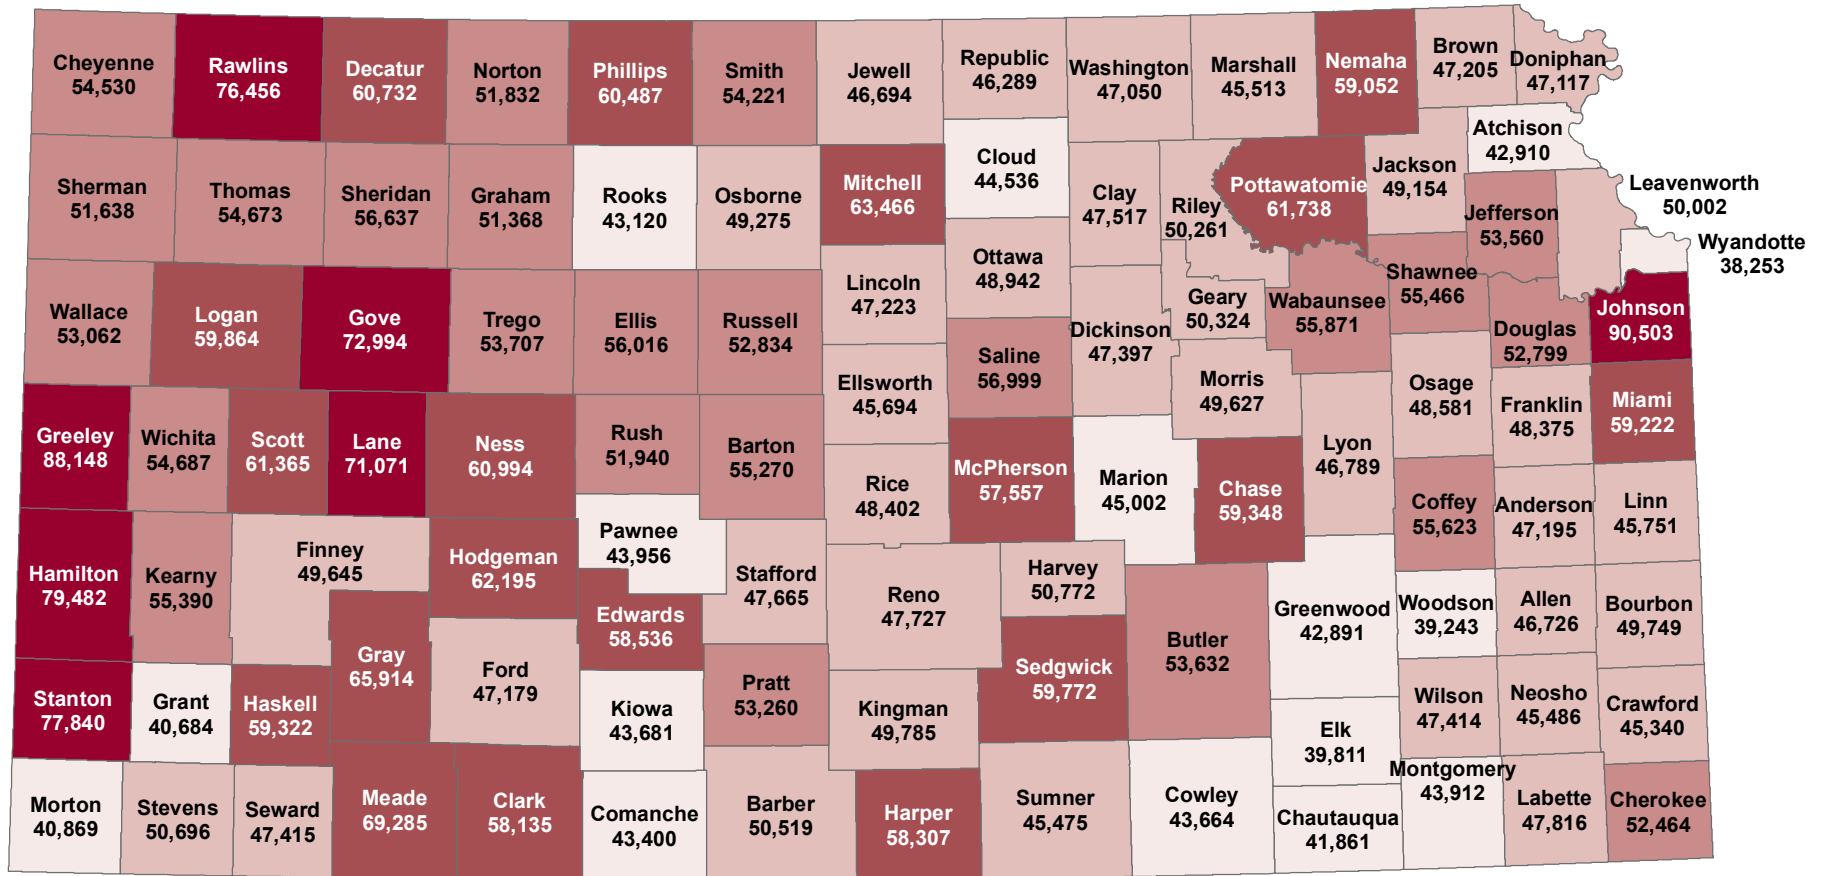 Cheyenne
54,530
Rawlins
76,456
Decatur
60,732
Norton
51,832
Phillips
60,487
Smith
54,221
Jewell
46,694
Republic
46,289
Washington
47,050
Marshall
45,513
Nemaha
59,052
Brown
47,205
Doniphan
47,117
Atchison
42,910
Cloud
44,536
Sherman
51,638
Thomas
54,673
Sheridan
56,637
Graham
51,368
Rooks
43,120
Osborne
49,275
Mitchell
63,466
Clay
47,517
Riley
50,261
Pottawatomie
61,738
Jackson
49,154
Jefferson
53,560
Leavenworth
50,002
Wyandotte
38,253
Ottawa
48,942
Lincoln
47,223
Wallace
53,062
Logan
59,864
Gove
72,994
Trego
53,707
Ellis
56,016
Russell
52,834
Saline
56,999
Dickinson
47,397
Geary
50,324
Wabaunsee
55,871
Shawnee
55,466
Douglas
52,799
Johnson
90,503
Ellsworth
45,694
Morris
49,627
Osage
48,581
Franklin
48,375
Miami
59,222
Greeley
88,148
Wichita
54,687
Scott
61,365
Lane
71,071
Ness
60,994
Rush
51,940
Barton
55,270
Rice
48,402
McPherson
57,557
Marion
45,002
Chase
59,348
Lyon
46,789
Coffey
55,623
Anderson
47,195
Linn
45,751
Hamilton
79,482
Kearny
55,390
Finney
49,645
Hodgeman
62,195
Pawnee
43,956
Edwards
58,536
Stafford
47,665
Reno
47,727
Harvey
50,772
Butler
53,632
Greenwood
42,891
Woodson
39,243
Allen
46,726
Bourbon
49,749
Stanton
77,840
Grant
40,684
Haskell
59,322
Gray
65,914
Ford
47,179
Kiowa
43,681
Pratt
53,260
Kingman
49,785
Sedgwick
59,772
Elk
39,811
Wilson
47,414
Neosho
45,486
Crawford
45,340
Morton
40,869
Stevens
50,696
Seward
47,415
Meade
69,285
Clark
58,135
Comanche
43,400
Barber
50,519
Harper
58,307
Sumner
45,475
Cowley
43,664
Chautauqua
41,861
Montgomery
43,912
Labette
47,816
Cherokee
52,464